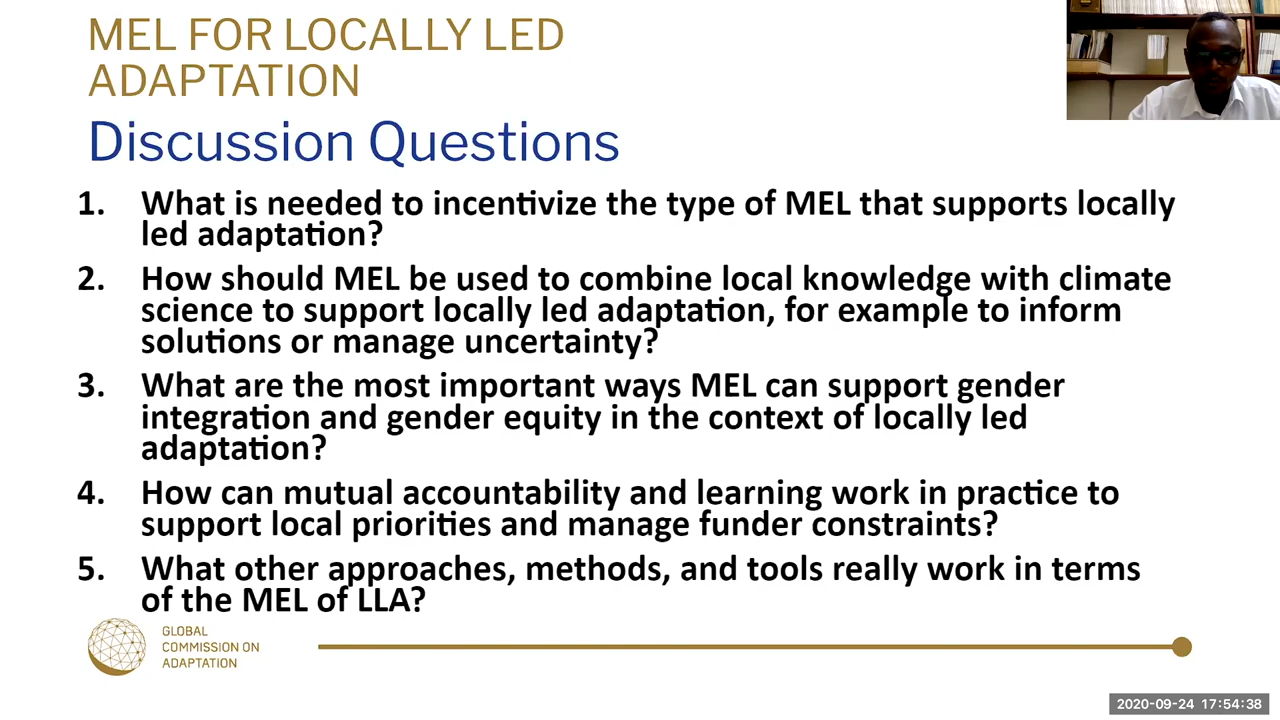 MEL FOR LOCALLY LED
ADAPTATION
Discussion Questions
1. What is needed to incentivize the type of MEL that supports locally
led adaptation?
2. How should MEL be used to combine local knowledge with climate
science to support locally led adaptation, for example to inform
solutions or manage uncertainty?
3. What are the most important ways MEL can support gender
integration and gender equity in the context of locally led
adaptation?
4. How can mutual accountability and learning work in practice to
support local priorities and manage funder constraints?
5. What other approaches, methods, and tools really work in terms
of the MEL of LLA?
GLOBAL
COMMISSION ON
ADAPTATION
2020-09-24 17:54:38